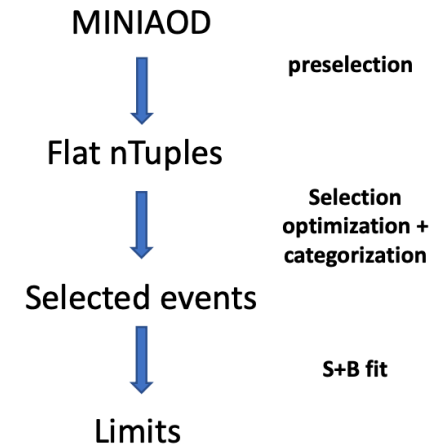 MINIAOD
preselection
Flat nTuples
Selection
optimization +
categorization
Selected events
S+B fit
Limits